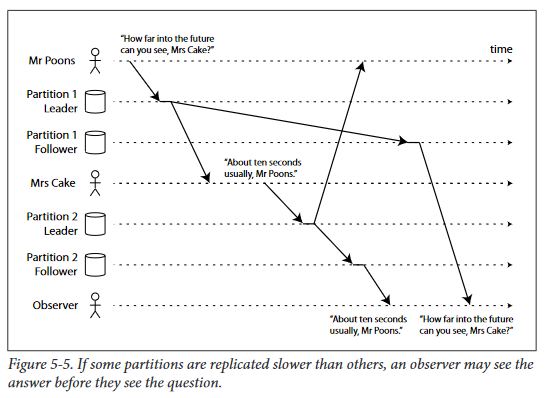 "How far into the future
can you see, Mrs Cake?"
time
Mr Poons
Partition 1
Leader
Partition 1
Follower
"About ten seconds
usually, Mr Poons."
Mrs Cake
Partition 2
Leader
Partition 2
Follower
Observer
"About ten seconds
usually, Mr Poons."
"How far into the future
can you see, Mrs Cake?"
Figure 5-5. If some partitions are replicated slower than others, an observer may see the
answer before they see the question.